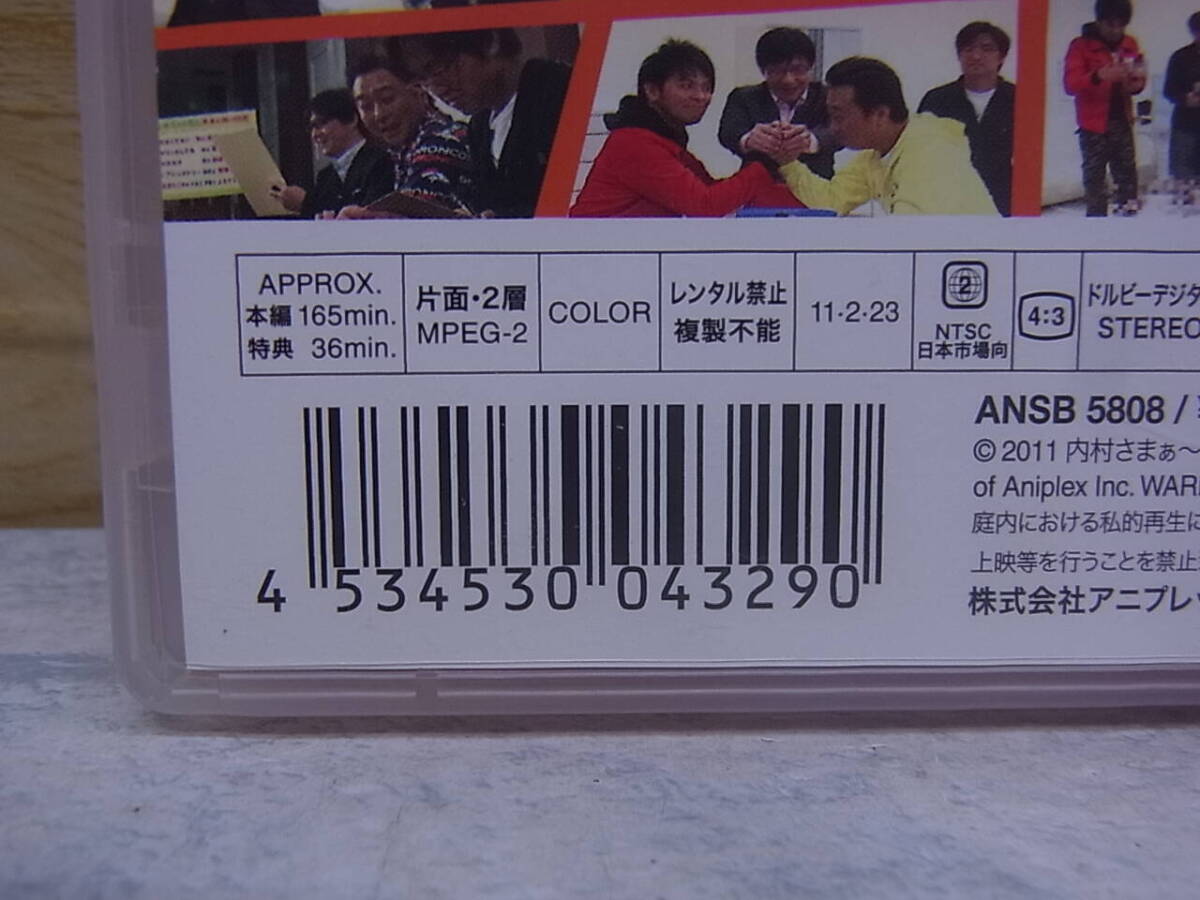 BRONCO
APPROX.
本編 165min.
特典 36min.
片面・2層
MPEG-2
COLOR
レンタル禁止
複製不能
11・2・23
2
NTSC
日本市場向
4:3
ドルビーデジタ
STEREO
4 534530 043290
ANSB 5808 /
© 2011 内村さまぁ〜
of Aniplex Inc. WAR
庭内における私的再生に
上映等を行うことを禁止
株式会社アニプレ